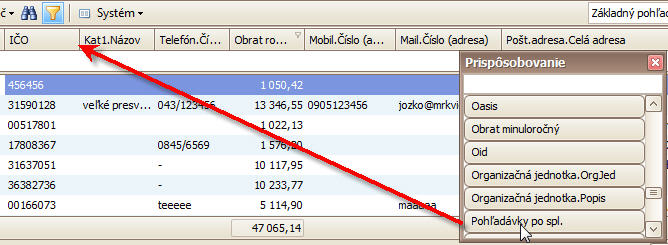 Systém
Základný pohľa
IČO Kat1.Názov Telefón.Čí... Obrat ro... Mobil.Číslo (a... Mail.Číslo (adresa) Pošt.adresa.Celá adresa
Prispôsobovanie
456456 1 050,42
31590128 veľké presv... 043/123456 13 346,55 0905123456 jozko@mrkvi
00517801 1 022,13
17808367 0845/6569 1 576,20
31637051 - 10 117,95
36382736 - 10 233,77
00166073 teeeee 5 114,90
47 065,14
Oasis
Obrat minuloročný
Oid
Organizačná jednotka.OrgJed
Organizačná jednotka.Popis
Pohľadávky po spl.